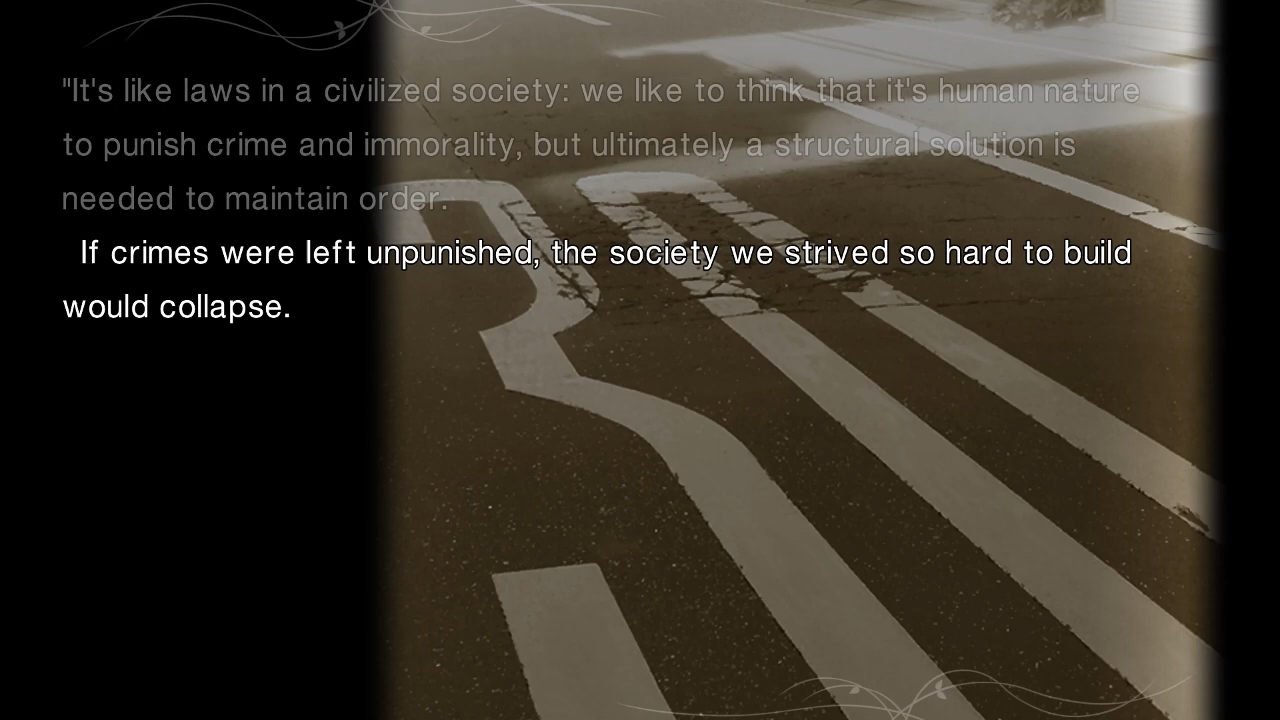 "It's like laws in a civilized society: we like to think that it's human nature
to punish crime and immorality, but ultimately a structural solution is
needed to maintain order.
If crimes were left unpunished, the society we strived so hard to build
would collapse.